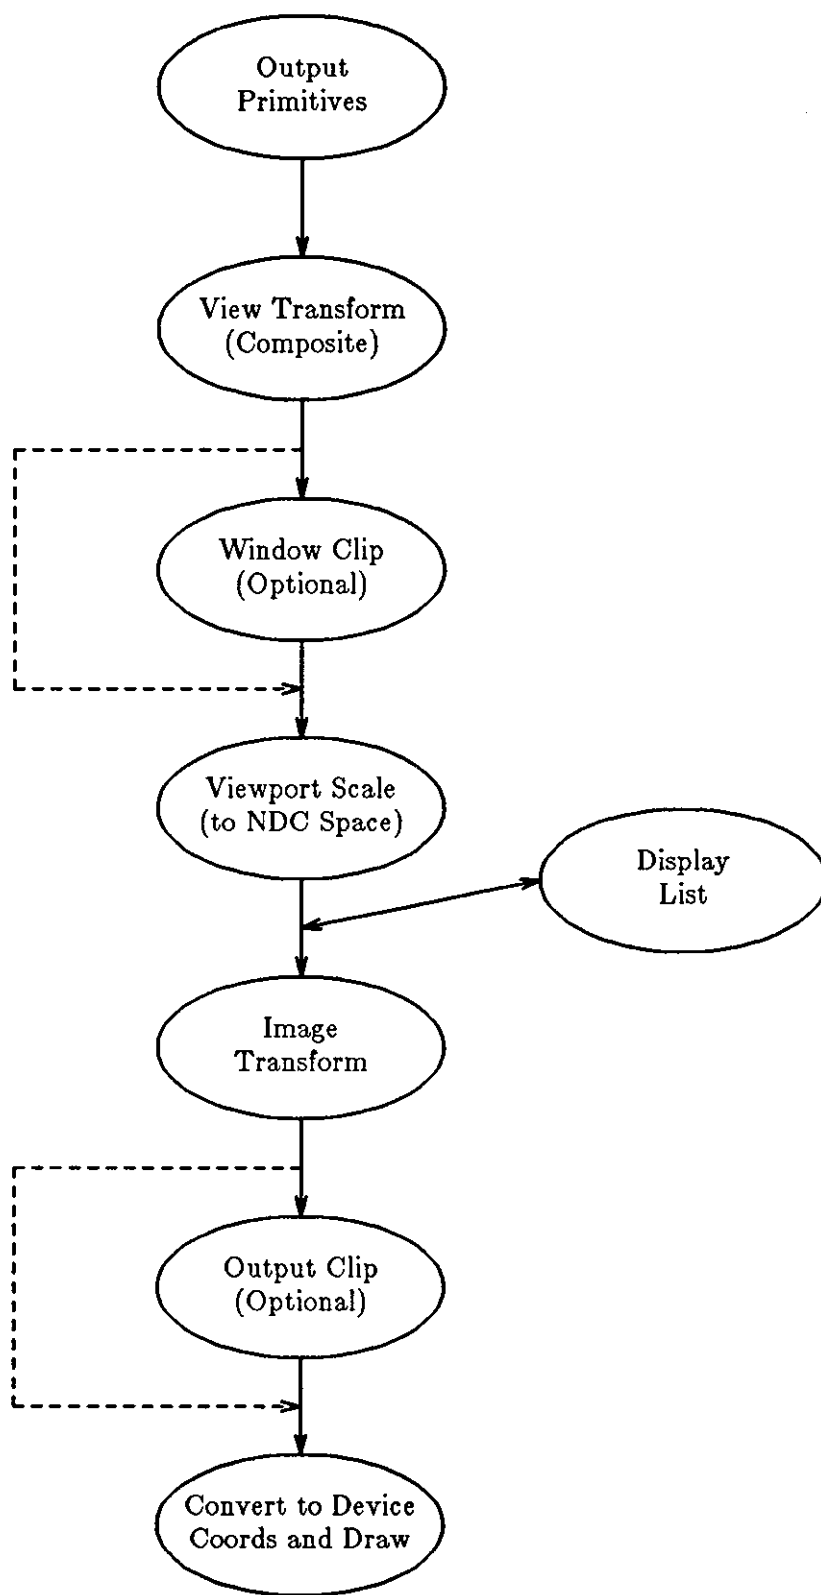 Output
Primitives
View Transform
(Composite)
Window Clip
(Optional)
Viewport Scale
(to NDC Space)
Display
List
Image
Transform
Output Clip
(Optional)
Convert to Device
Coords and Draw